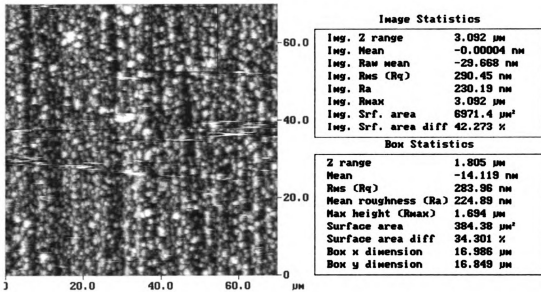 60.0
40.0
20.0
0
0 20.0 40.0 60.0 µm
Image Statistics
Img. Z range 3.092 µm
Img. Mean -0.00004 nm
Img. Raw mean -29.668 nm
Img. Rms (Rq) 290.45 nm
Img. Ra 230.19 nm
Img. Rmax 3.092 µm
Img. Srf. area 6971.4 µm²
Img. Srf. area diff 42.273 %
Box Statistics
Z range 1.805 µm
Mean -14.119 nm
Rms (Rq) 283.96 nm
Mean roughness (Ra) 224.89 nm
Max height (Rmax) 1.694 µm
Surface area 384.38 µm²
Surface area diff 34.301 %
Box x dimension 16.986 µm
Box y dimension 16.849 µm